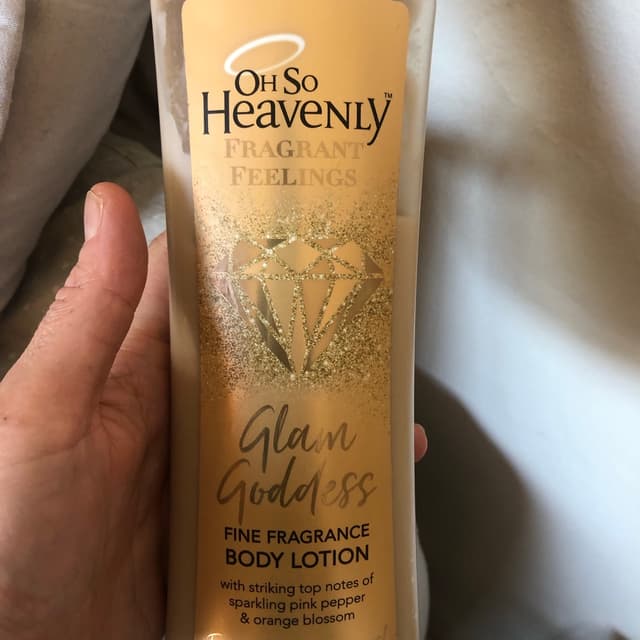 OH SO
HEAVENLY™
FRAGRANT
FEELINGS
Glam
Goddess
FINE FRAGRANCE
BODY LOTION
with striking top notes of
sparkling pink pepper
& orange blossom